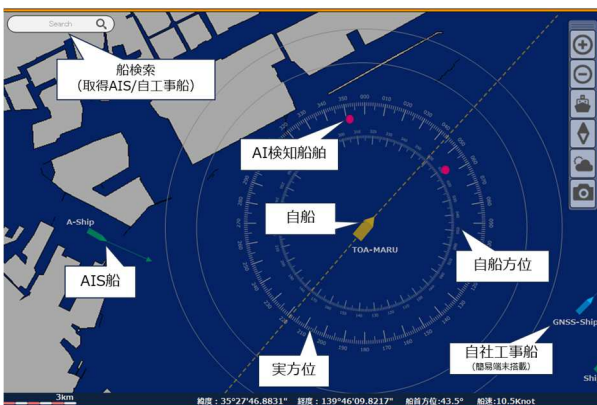 Search
船検索
(取得AIS/自工事船)
AI検知船舶
自船
TOA-MARU
A-Ship
AIS船
自船方位
GNSS-Ship
自社工事船
(簡易端末搭載)
実方位
Shi
3km
緯度：35°27'46.8831" 経度：139°46'09.8217" 船首方位:43.5° 船速:10.5Knot